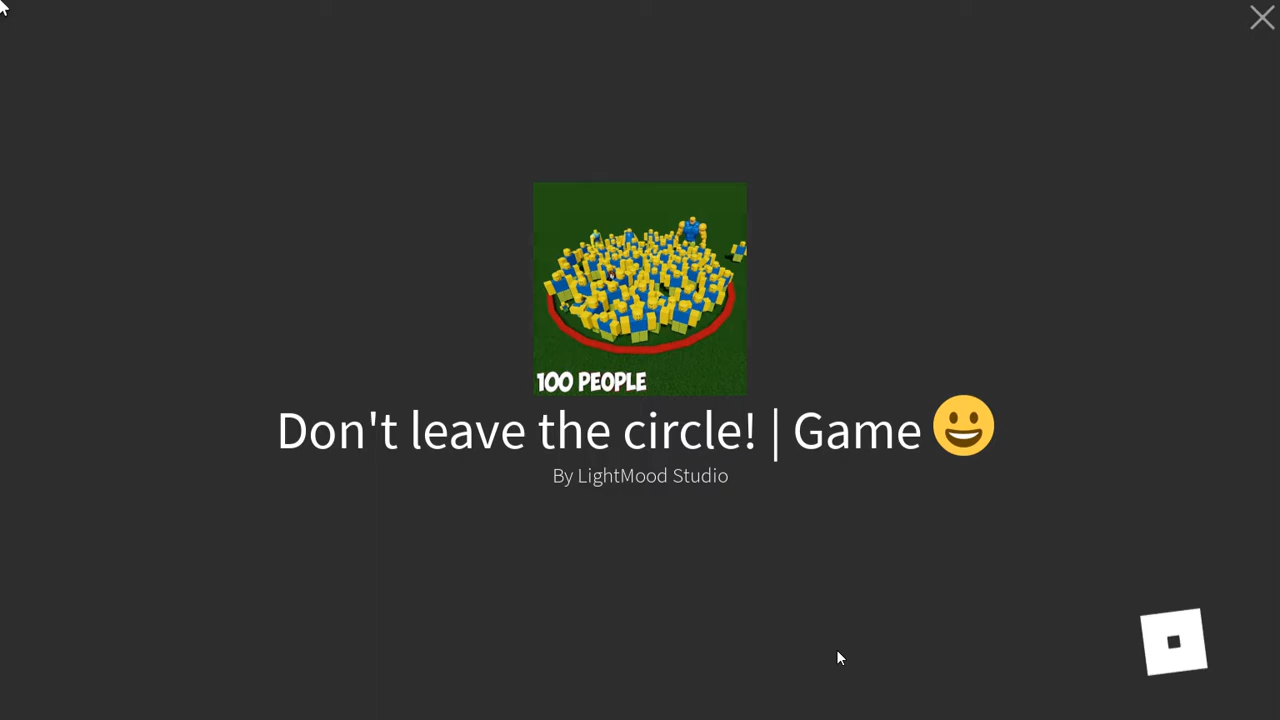 100 PEOPLE
Don't leave the circle! | Game 😀
By LightMood Studio